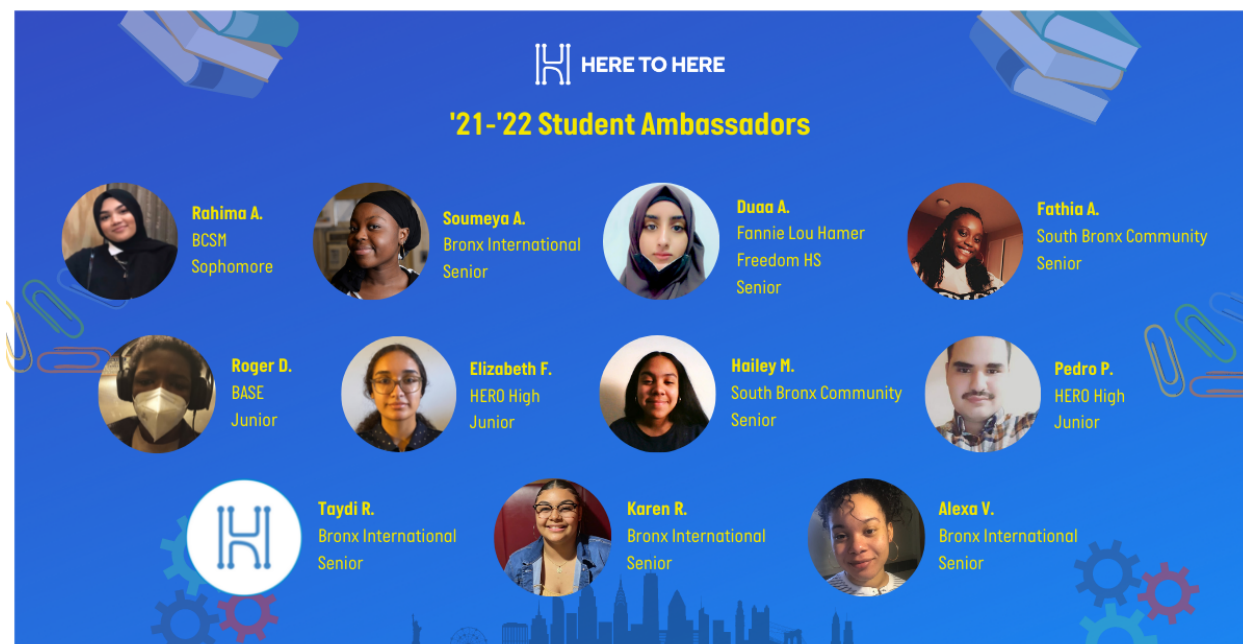 HERE TO HERE
'21-'22 Student Ambassadors
Rahima A.
BCSM
Sophomore
Soumeya A.
Bronx International
Senior
Duaa A.
Fannie Lou Hamer
Freedom HS
Senior
Fathia A.
South Bronx Community
Senior
Roger D.
BASE
Junior
Elizabeth F.
HERO High
Junior
Hailey M.
South Bronx Community
Senior
Pedro P.
HERO High
Junior
Taydi R.
Bronx International
Senior
Karen R.
Bronx International
Senior
Alexa V.
Bronx International
Senior